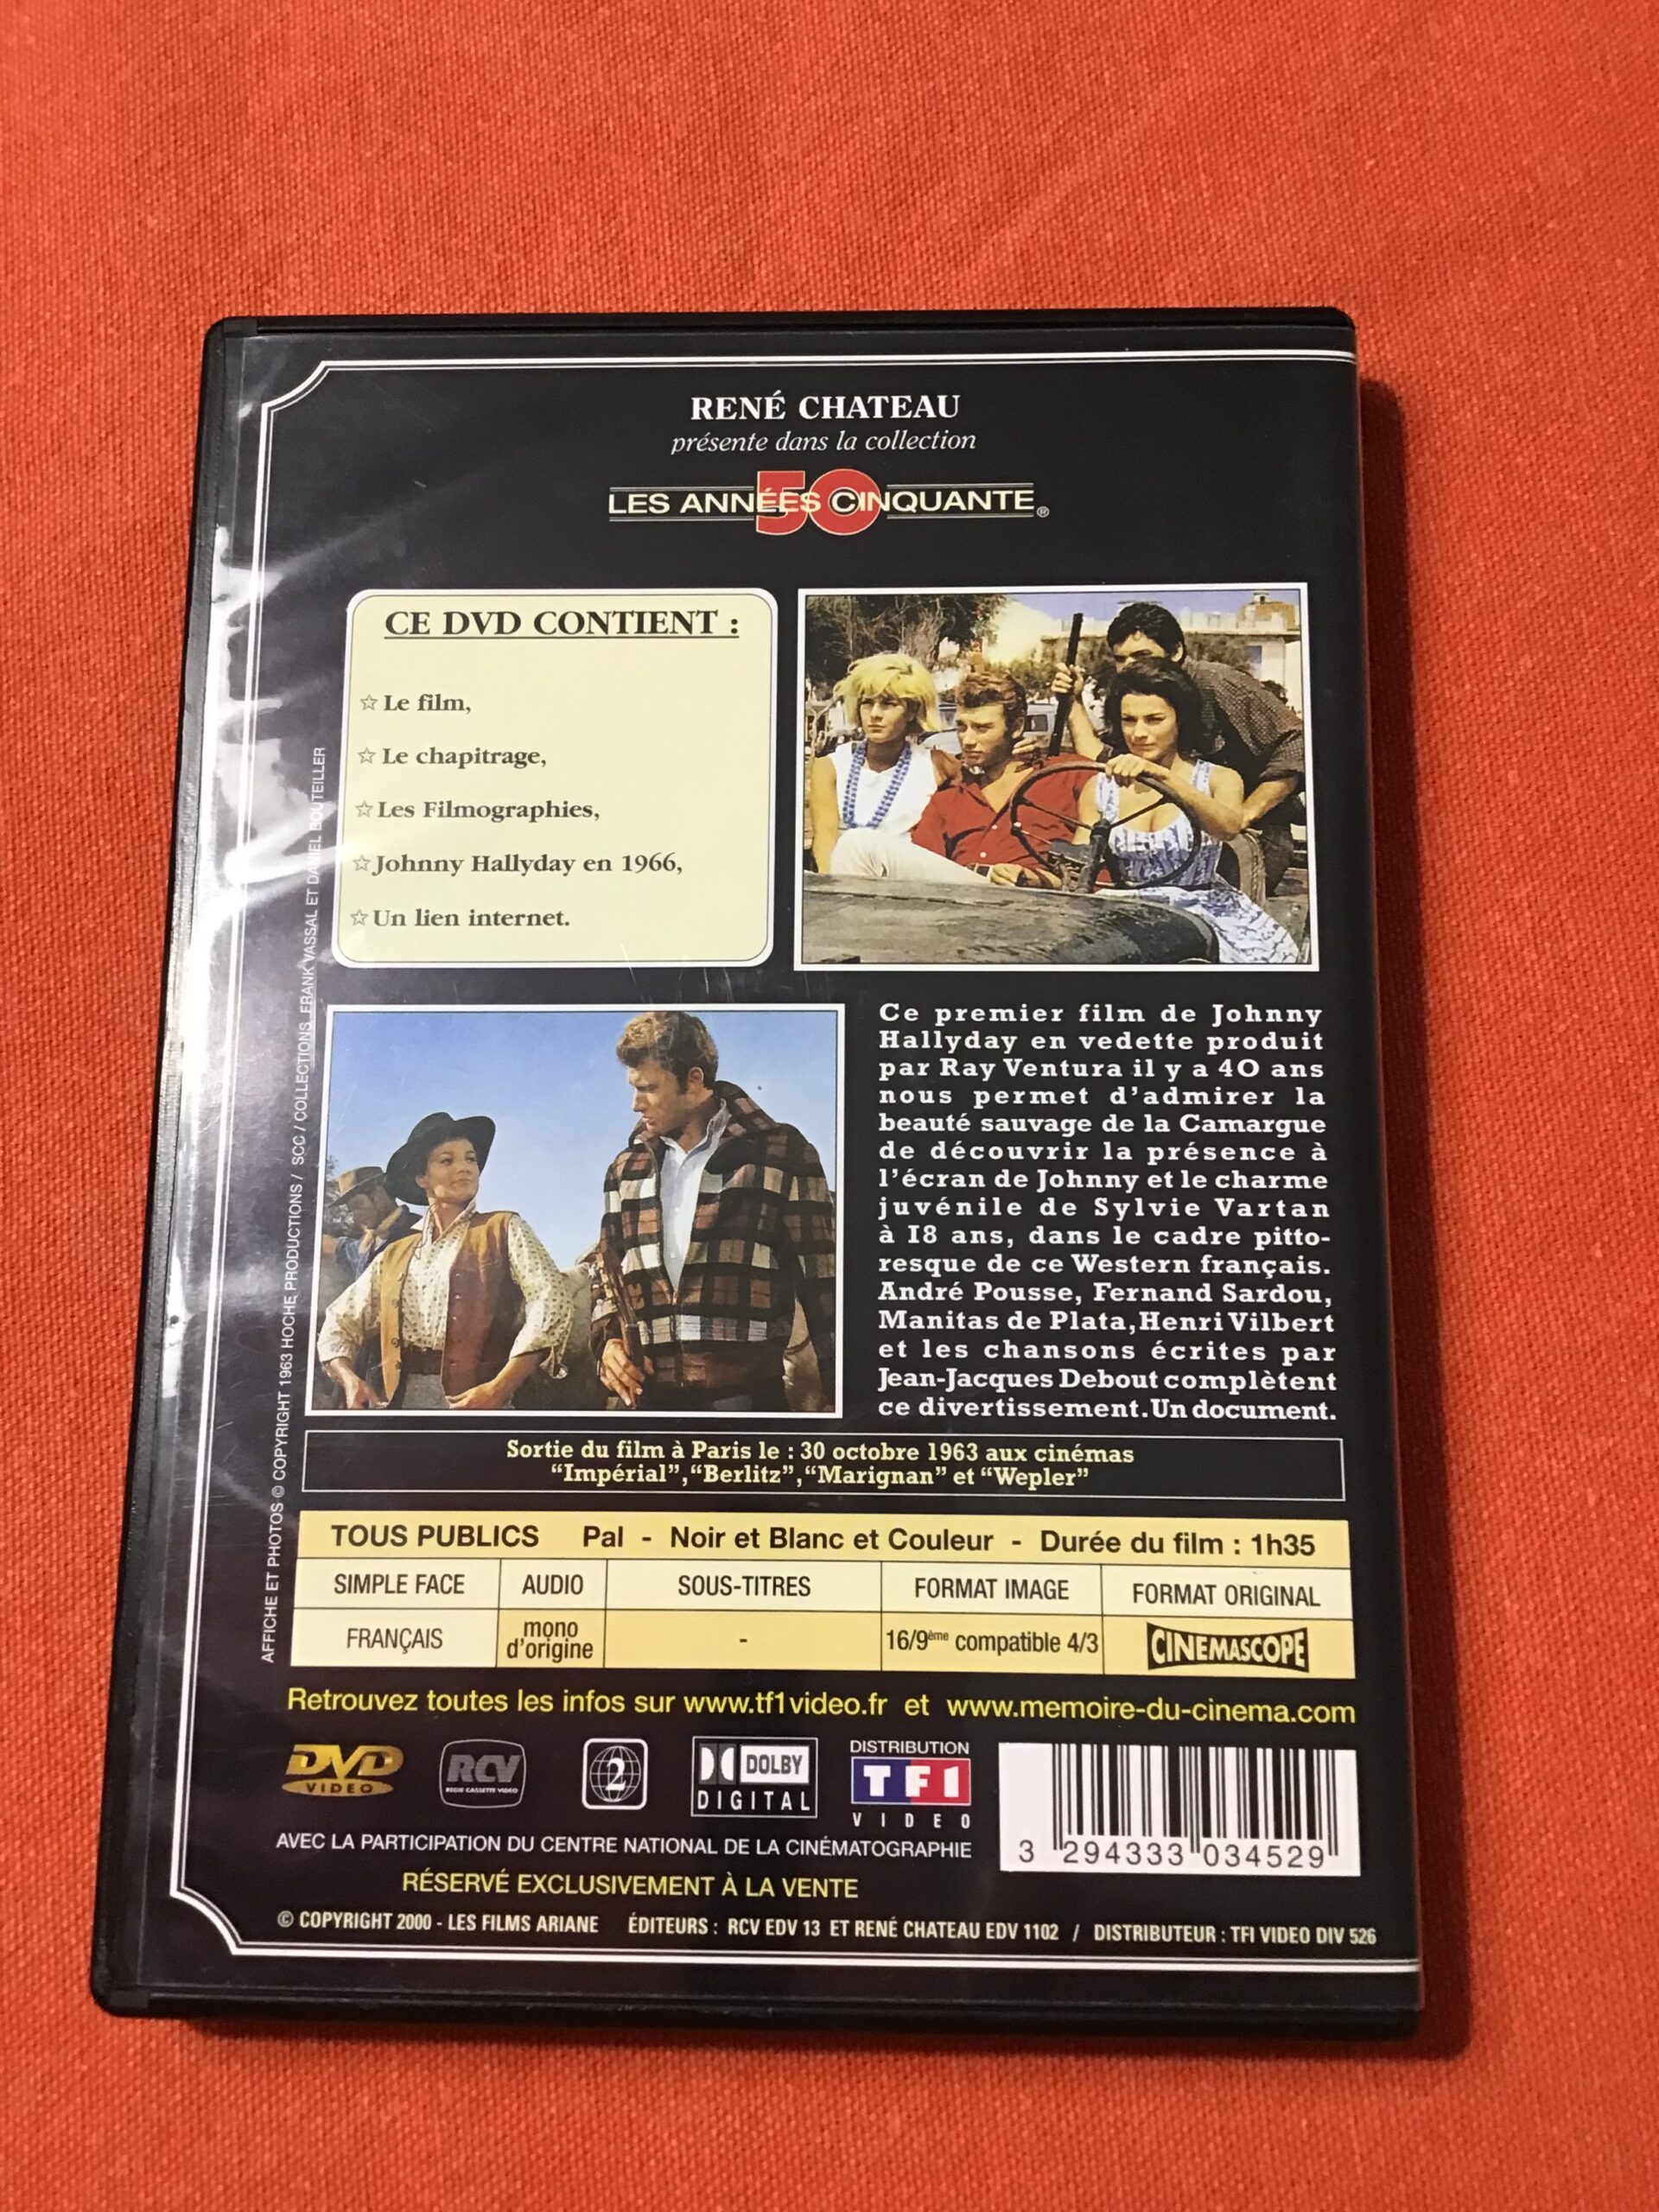 RENÉ CHATEAU
présente dans la collection
50
LES ANNÉES CINQUANTE®
CE DVD CONTIENT :
☆ Le film,
☆ Le chapitrage,
☆ Les Filmographies,
☆ Johnny Hallyday en 1966,
☆ Un lien internet.
AFFICHE ET PHOTOS © COPYRIGHT 1963 HOCHE PRODUCTIONS / SCC / COLLECTIONS FRANK VASSAL ET DANIEL BOUTEILLER
Ce premier film de Johnny
Hallyday en vedette produit
par Ray Ventura il y a 40 ans
nous permet d'admirer la
beauté sauvage de la Camargue
de découvrir la présence à
l'écran de Johnny et le charme
juvénile de Sylvie Vartan
à 18 ans, dans le cadre pitto-
resque de ce Western français.
André Pousse, Fernand Sardou,
Manitas de Plata, Henri Vilbert
et les chansons écrites par
Jean-Jacques Debout complètent
ce divertissement. Un document.
Sortie du film à Paris le : 30 octobre 1963 aux cinémas
“Impérial”, “Berlitz”, “Marignan” et “Wepler”
TOUS PUBLICS Pal - Noir et Blanc et Couleur - Durée du film : 1h35
SIMPLE FACE AUDIO SOUS-TITRES FORMAT IMAGE FORMAT ORIGINAL
FRANÇAIS mono d'origine - 16/9ème compatible 4/3 CINEMASCOPE
Retrouvez toutes les infos sur www.tf1video.fr et www.memoire-du-cinema.com
DVD
VIDEO
RCV
REGIE CASSETTE VIDEO
2
DOLBY
DIGITAL
DISTRIBUTION
TF1
VIDEO
3 294333 034529
AVEC LA PARTICIPATION DU CENTRE NATIONAL DE LA CINÉMATOGRAPHIE
RÉSERVÉ EXCLUSIVEMENT À LA VENTE
© COPYRIGHT 2000 - LES FILMS ARIANE ÉDITEURS : RCV EDV 13 ET RENÉ CHATEAU EDV 1102 / DISTRIBUTEUR : TFI VIDEO DIV 526